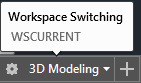 Workspace Switching
WSCURRENT
3D Modeling